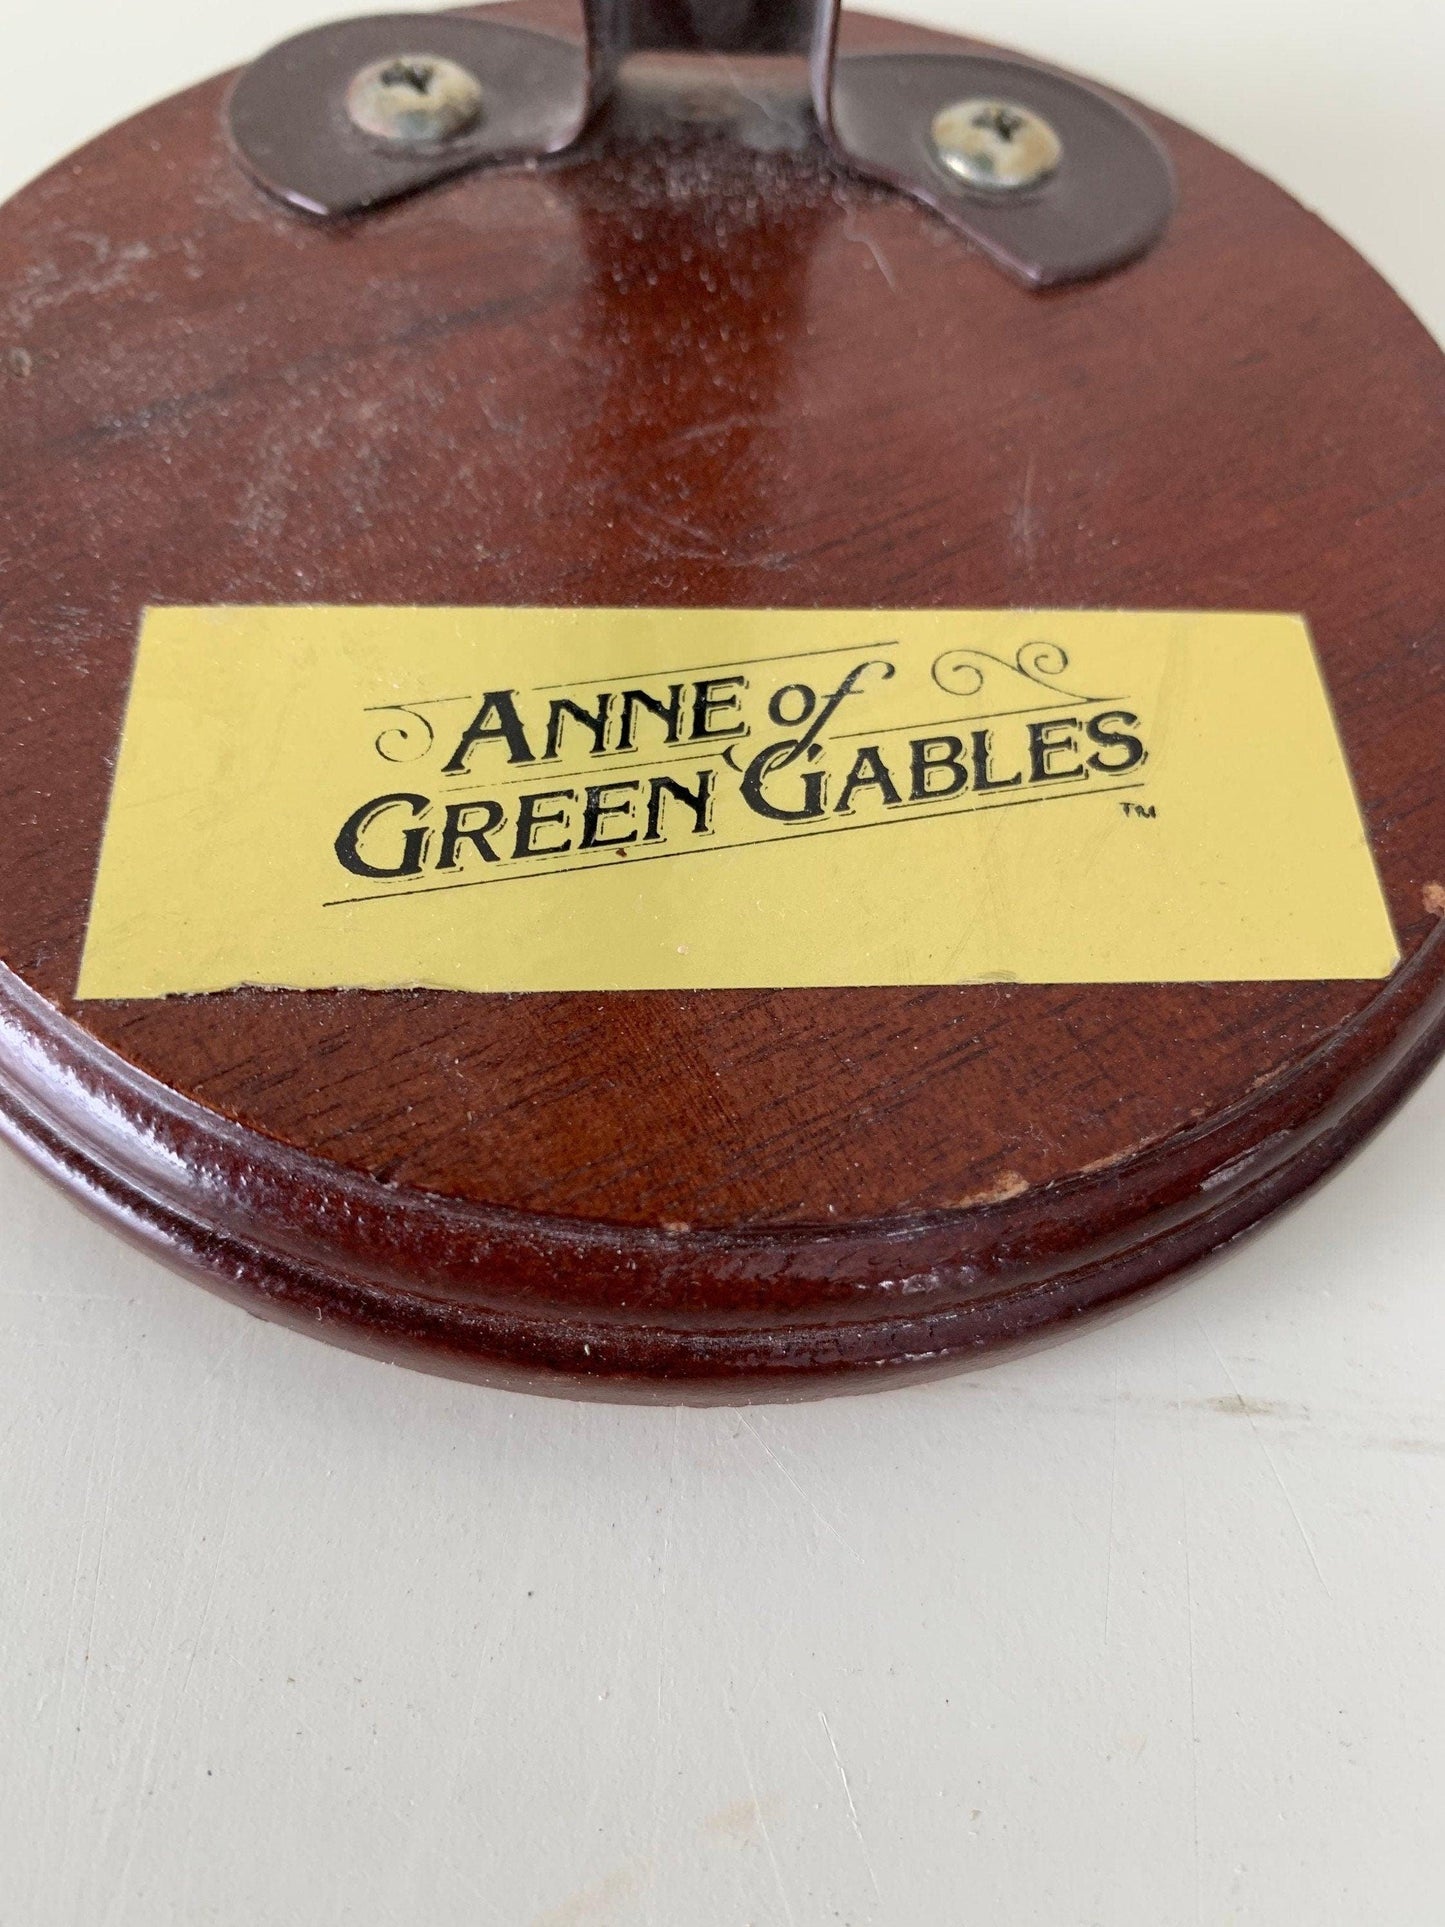 ANNE of
GREEN GABLES
TM